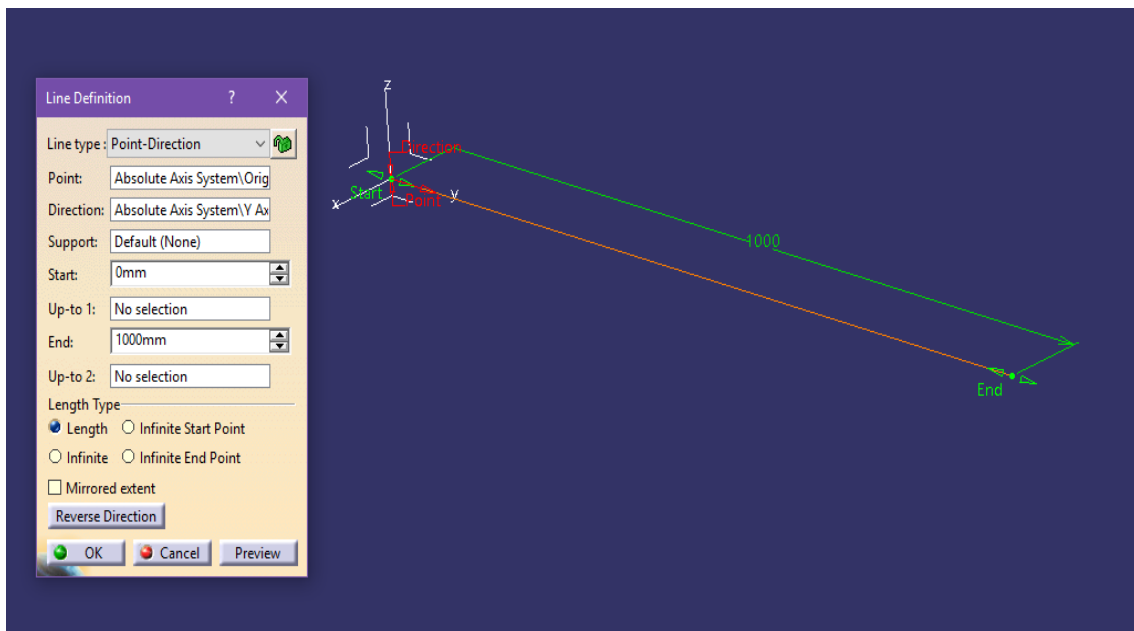 Line Definition ? X
Line type : Point-Direction
Point: Absolute Axis System\Orig
Direction: Absolute Axis System\Y Ax
Support: Default (None)
Start: 0mm
Up-to 1: No selection
End: 1000mm
Up-to 2: No selection
Length Type
Length Infinite Start Point
Infinite Infinite End Point
Mirrored extent
Reverse Direction
OK Cancel Preview
z
Direction
Start
Point
x
y
1000
End